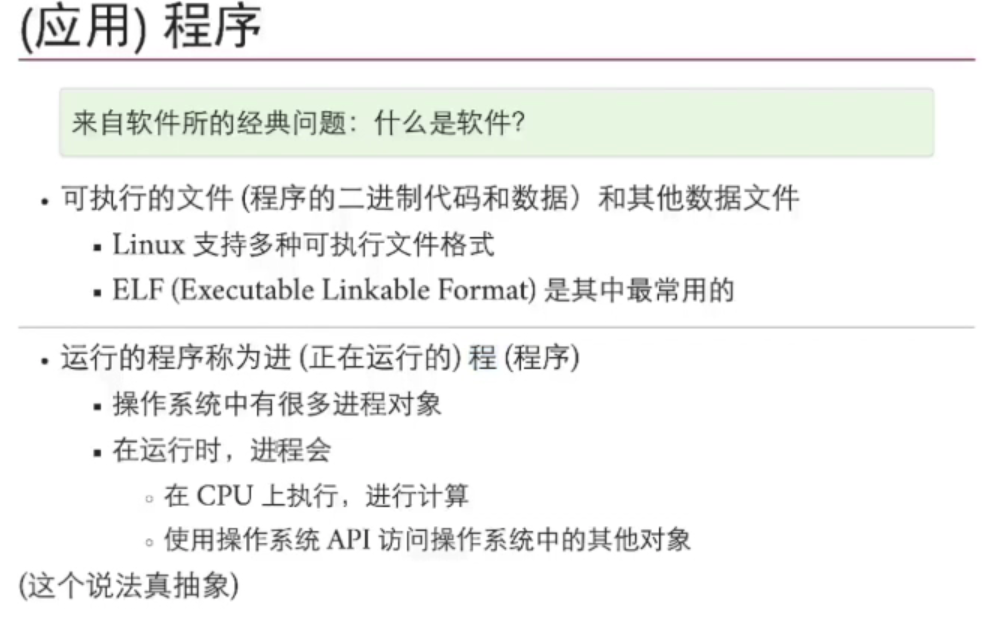 (应用) 程序
来自软件所的经典问题：什么是软件？
• 可执行的文件 (程序的二进制代码和数据）和其他数据文件
▪ Linux 支持多种可执行文件格式
▪ ELF (Executable Linkable Format) 是其中最常用的
• 运行的程序称为进 (正在运行的) 程 (程序)
▪ 操作系统中有很多进程对象
▪ 在运行时，进程会
◦ 在 CPU 上执行，进行计算
◦ 使用操作系统 API 访问操作系统中的其他对象
(这个说法真抽象)